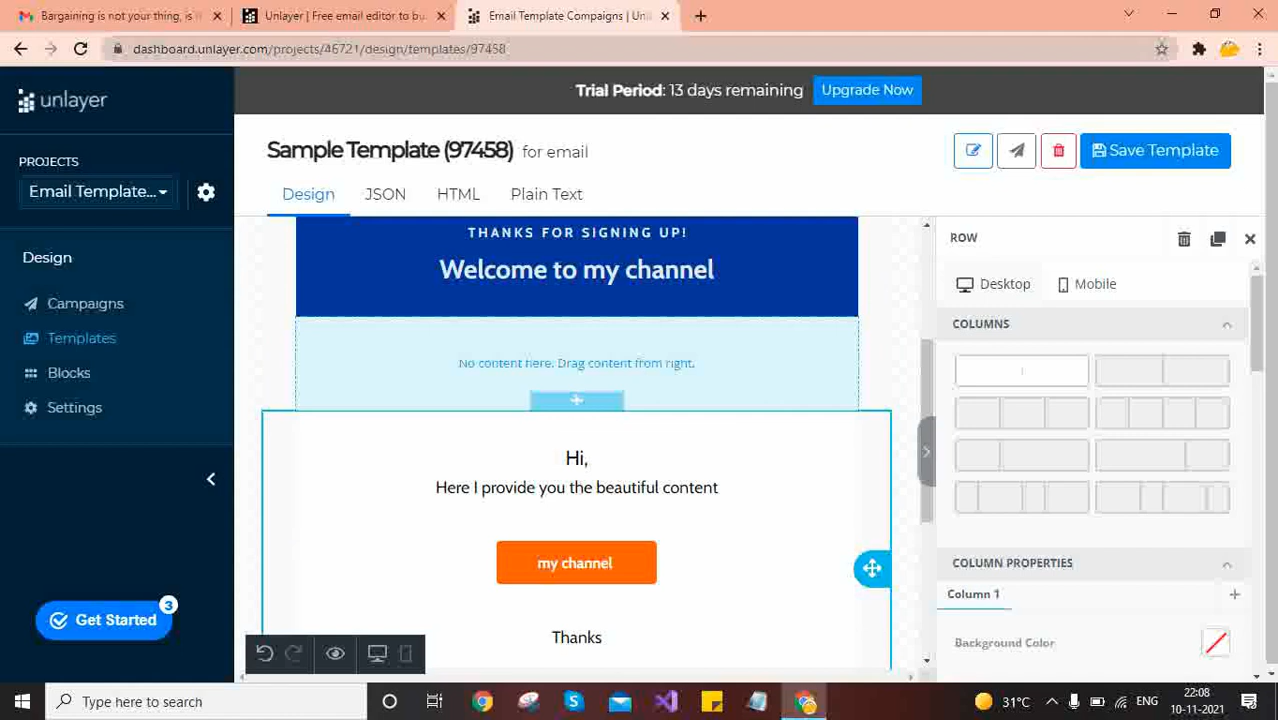 Bargaining is not your thing, is i
Unlayer | Free email editor to bu
Email Template Compaigns | Unl
dashboard.unlayer.com/projects/46721/design/templates/97458
unlayer
Trial Period: 13 days remaining
Upgrade Now
PROJECTS
Email Template...
Sample Template (97458) for email
Save Template
Design
JSON
HTML
Plain Text
Design
Campaigns
Templates
Blocks
Settings
Get Started
3
THANKS FOR SIGNING UP!
Welcome to my channel
No content here. Drag content from right.
Hi,
Here I provide you the beautiful content
my channel
Thanks
ROW
Desktop
Mobile
COLUMNS
COLUMN PROPERTIES
Column 1
Background Color
Type here to search
31°C
ENG
22:08
10-11-2021